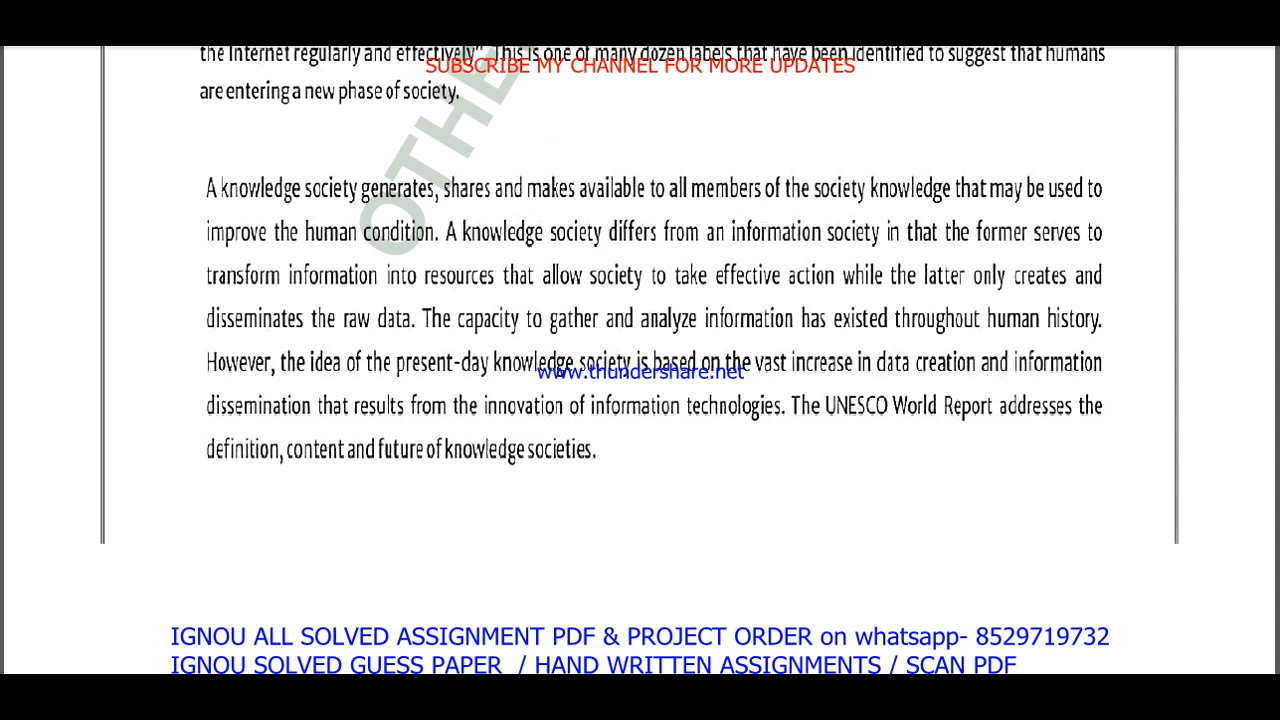 the Internet regularly and effectively". This is one of many dozen labels that have been identified to suggest that humans
SUBSCRIBE MY CHANNEL FOR MORE UPDATES
are entering a new phase of society.
OTHE
A knowledge society generates, shares and makes available to all members of the society knowledge that may be used to
improve the human condition. A knowledge society differs from an information society in that the former serves to
transform information into resources that allow society to take effective action while the latter only creates and
disseminates the raw data. The capacity to gather and analyze information has existed throughout human history.
However, the idea of the present-day knowledge society is based on the vast increase in data creation and information
www.thundershare.net
dissemination that results from the innovation of information technologies. The UNESCO World Report addresses the
definition, content and future of knowledge societies.
IGNOU ALL SOLVED ASSIGNMENT PDF & PROJECT ORDER on whatsapp- 8529719732
IGNOU SOLVED GUESS PAPER / HAND WRITTEN ASSIGNMENTS / SCAN PDF